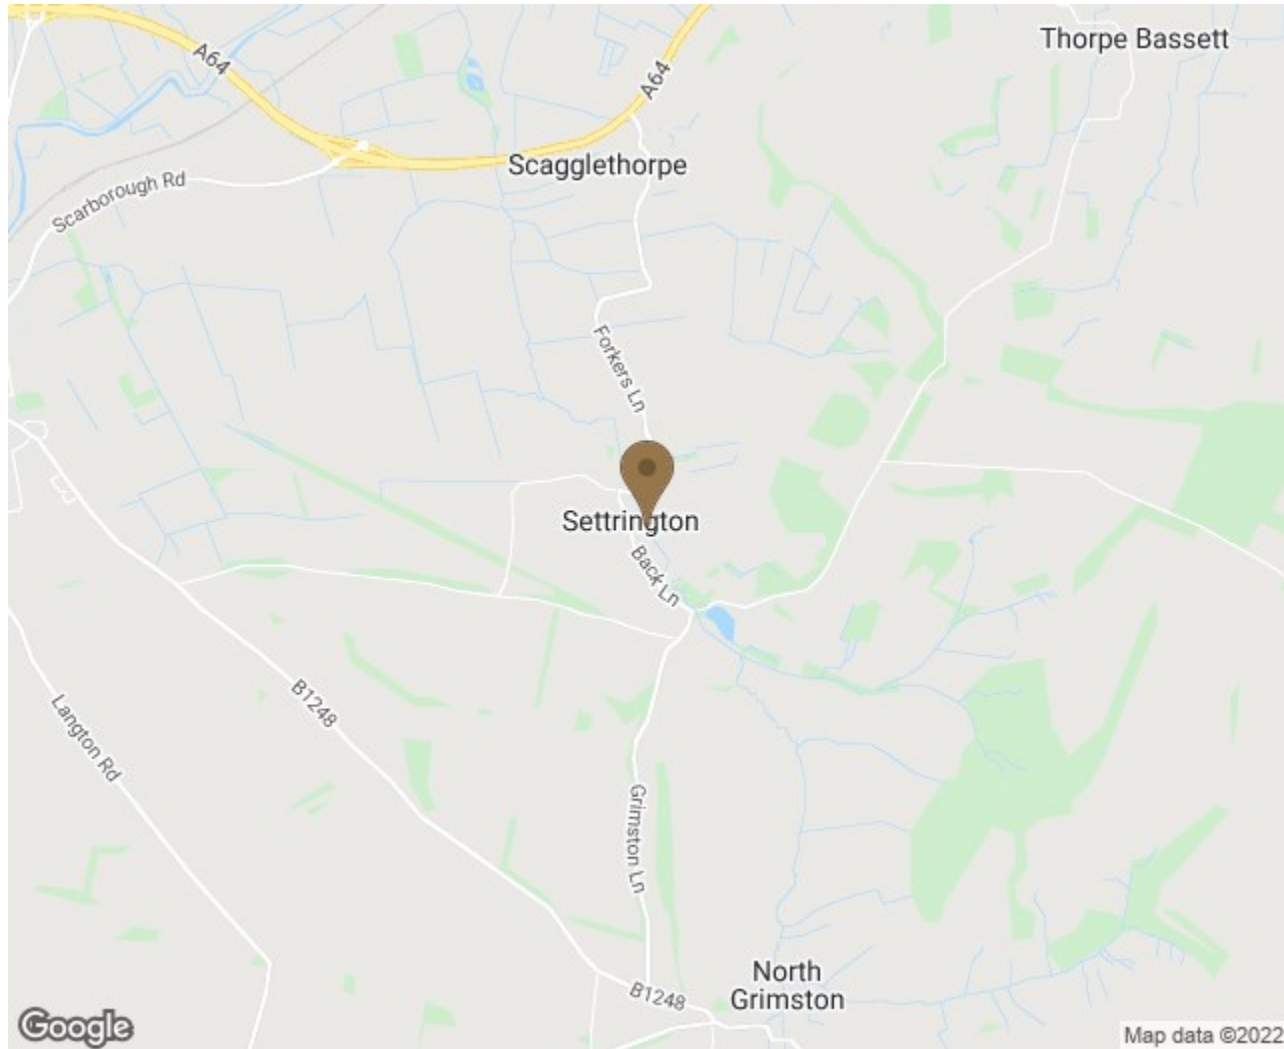 Thorpe Bassett
A64
A64
Scagglethorpe
Scarborough Rd
Forkers Ln
Settrington
Back Ln
B1248
Langton Rd
Grimston Ln
North
Grimston
B1248
Google
Map data ©2022